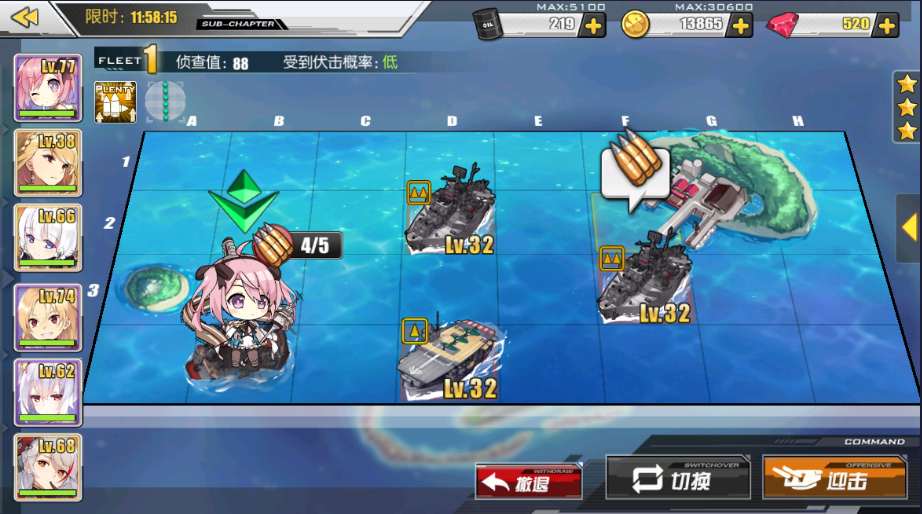 限时: 11:58:15
SUB-CHAPTER
MAX:5100
219
MAX:30600
13865
520
FLEET 1
侦查值: 88
受到伏击概率: 低
PLENTY
A B C D E F G H
1
2
3
4/5
Lv.32
Lv.32
Lv.32
Lv.77
Lv.38
Lv.66
Lv.74
Lv.62
Lv.68
OIL
COMMAND
WITHDRAW
撤退
SWITCHOVER
切换
OFFENSIVE
迎击